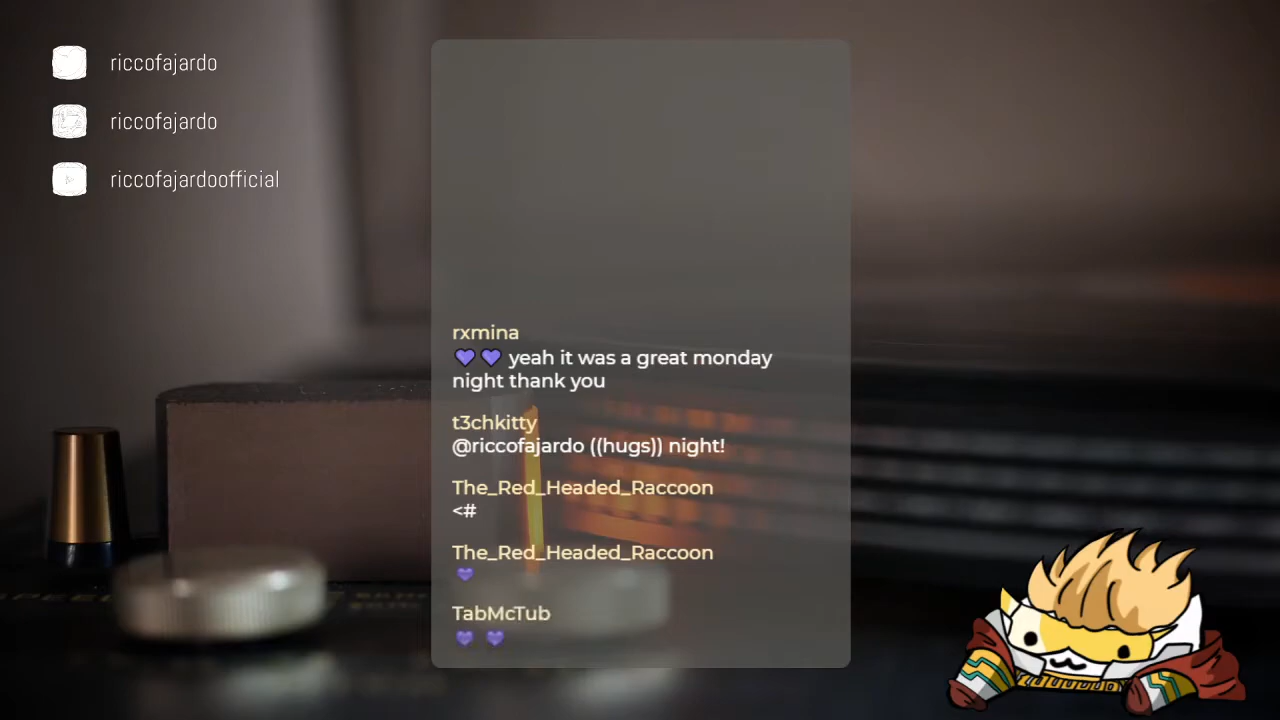 riccofajardo
riccofajardo
riccofajardoofficial
rxmina
💜💜 yeah it was a great monday
night thank you
t3chkitty
@riccofajardo ((hugs)) night!
The_Red_Headed_Raccoon
<#
The_Red_Headed_Raccoon
💜
TabMcTub
💜 💜